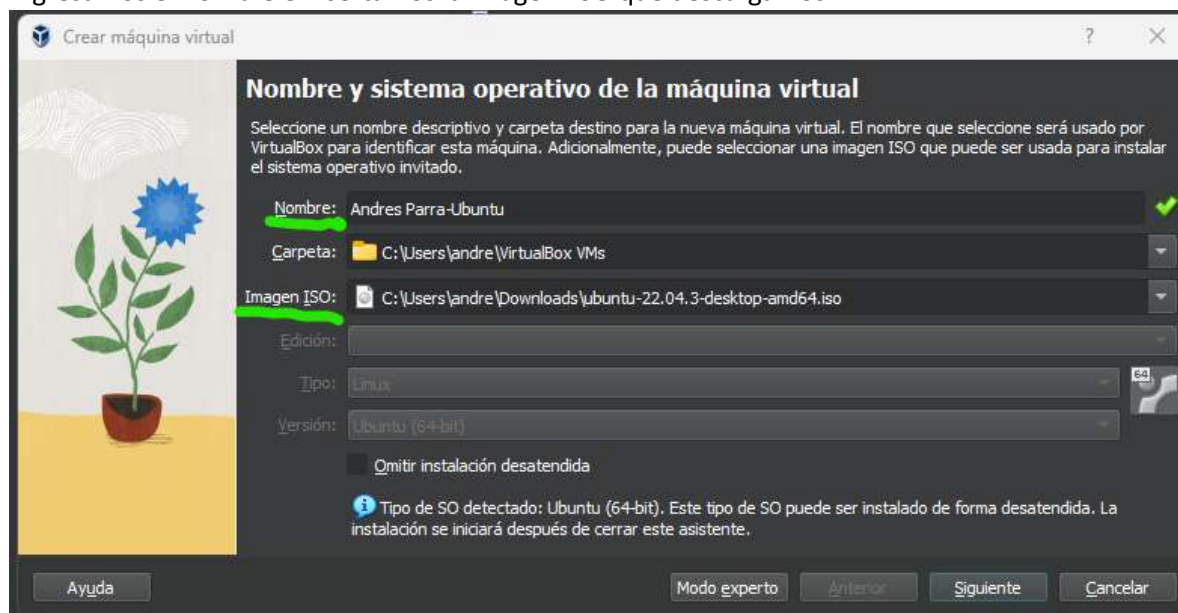 Crear máquina virtual
Nombre y sistema operativo de la máquina virtual
Seleccione un nombre descriptivo y carpeta destino para la nueva máquina virtual. El nombre que seleccione será usado por
VirtualBox para identificar esta máquina. Adicionalmente, puede seleccionar una imagen ISO que puede ser usada para instalar
el sistema operativo invitado.
Nombre: Andres Parra-Ubuntu
Carpeta: C:\Users\andre\VirtualBox VMs
Imagen ISO: C:\Users\andre\Downloads\ubuntu-22.04.3-desktop-amd64.iso
Edición:
Tipo: Linux
Versión: Ubuntu (64-bit)
64
Omitir instalación desatendida
Tipo de SO detectado: Ubuntu (64-bit). Este tipo de SO puede ser instalado de forma desatendida. La
instalación se iniciará después de cerrar este asistente.
Ayuda Modo experto Anterior Siguiente Cancelar